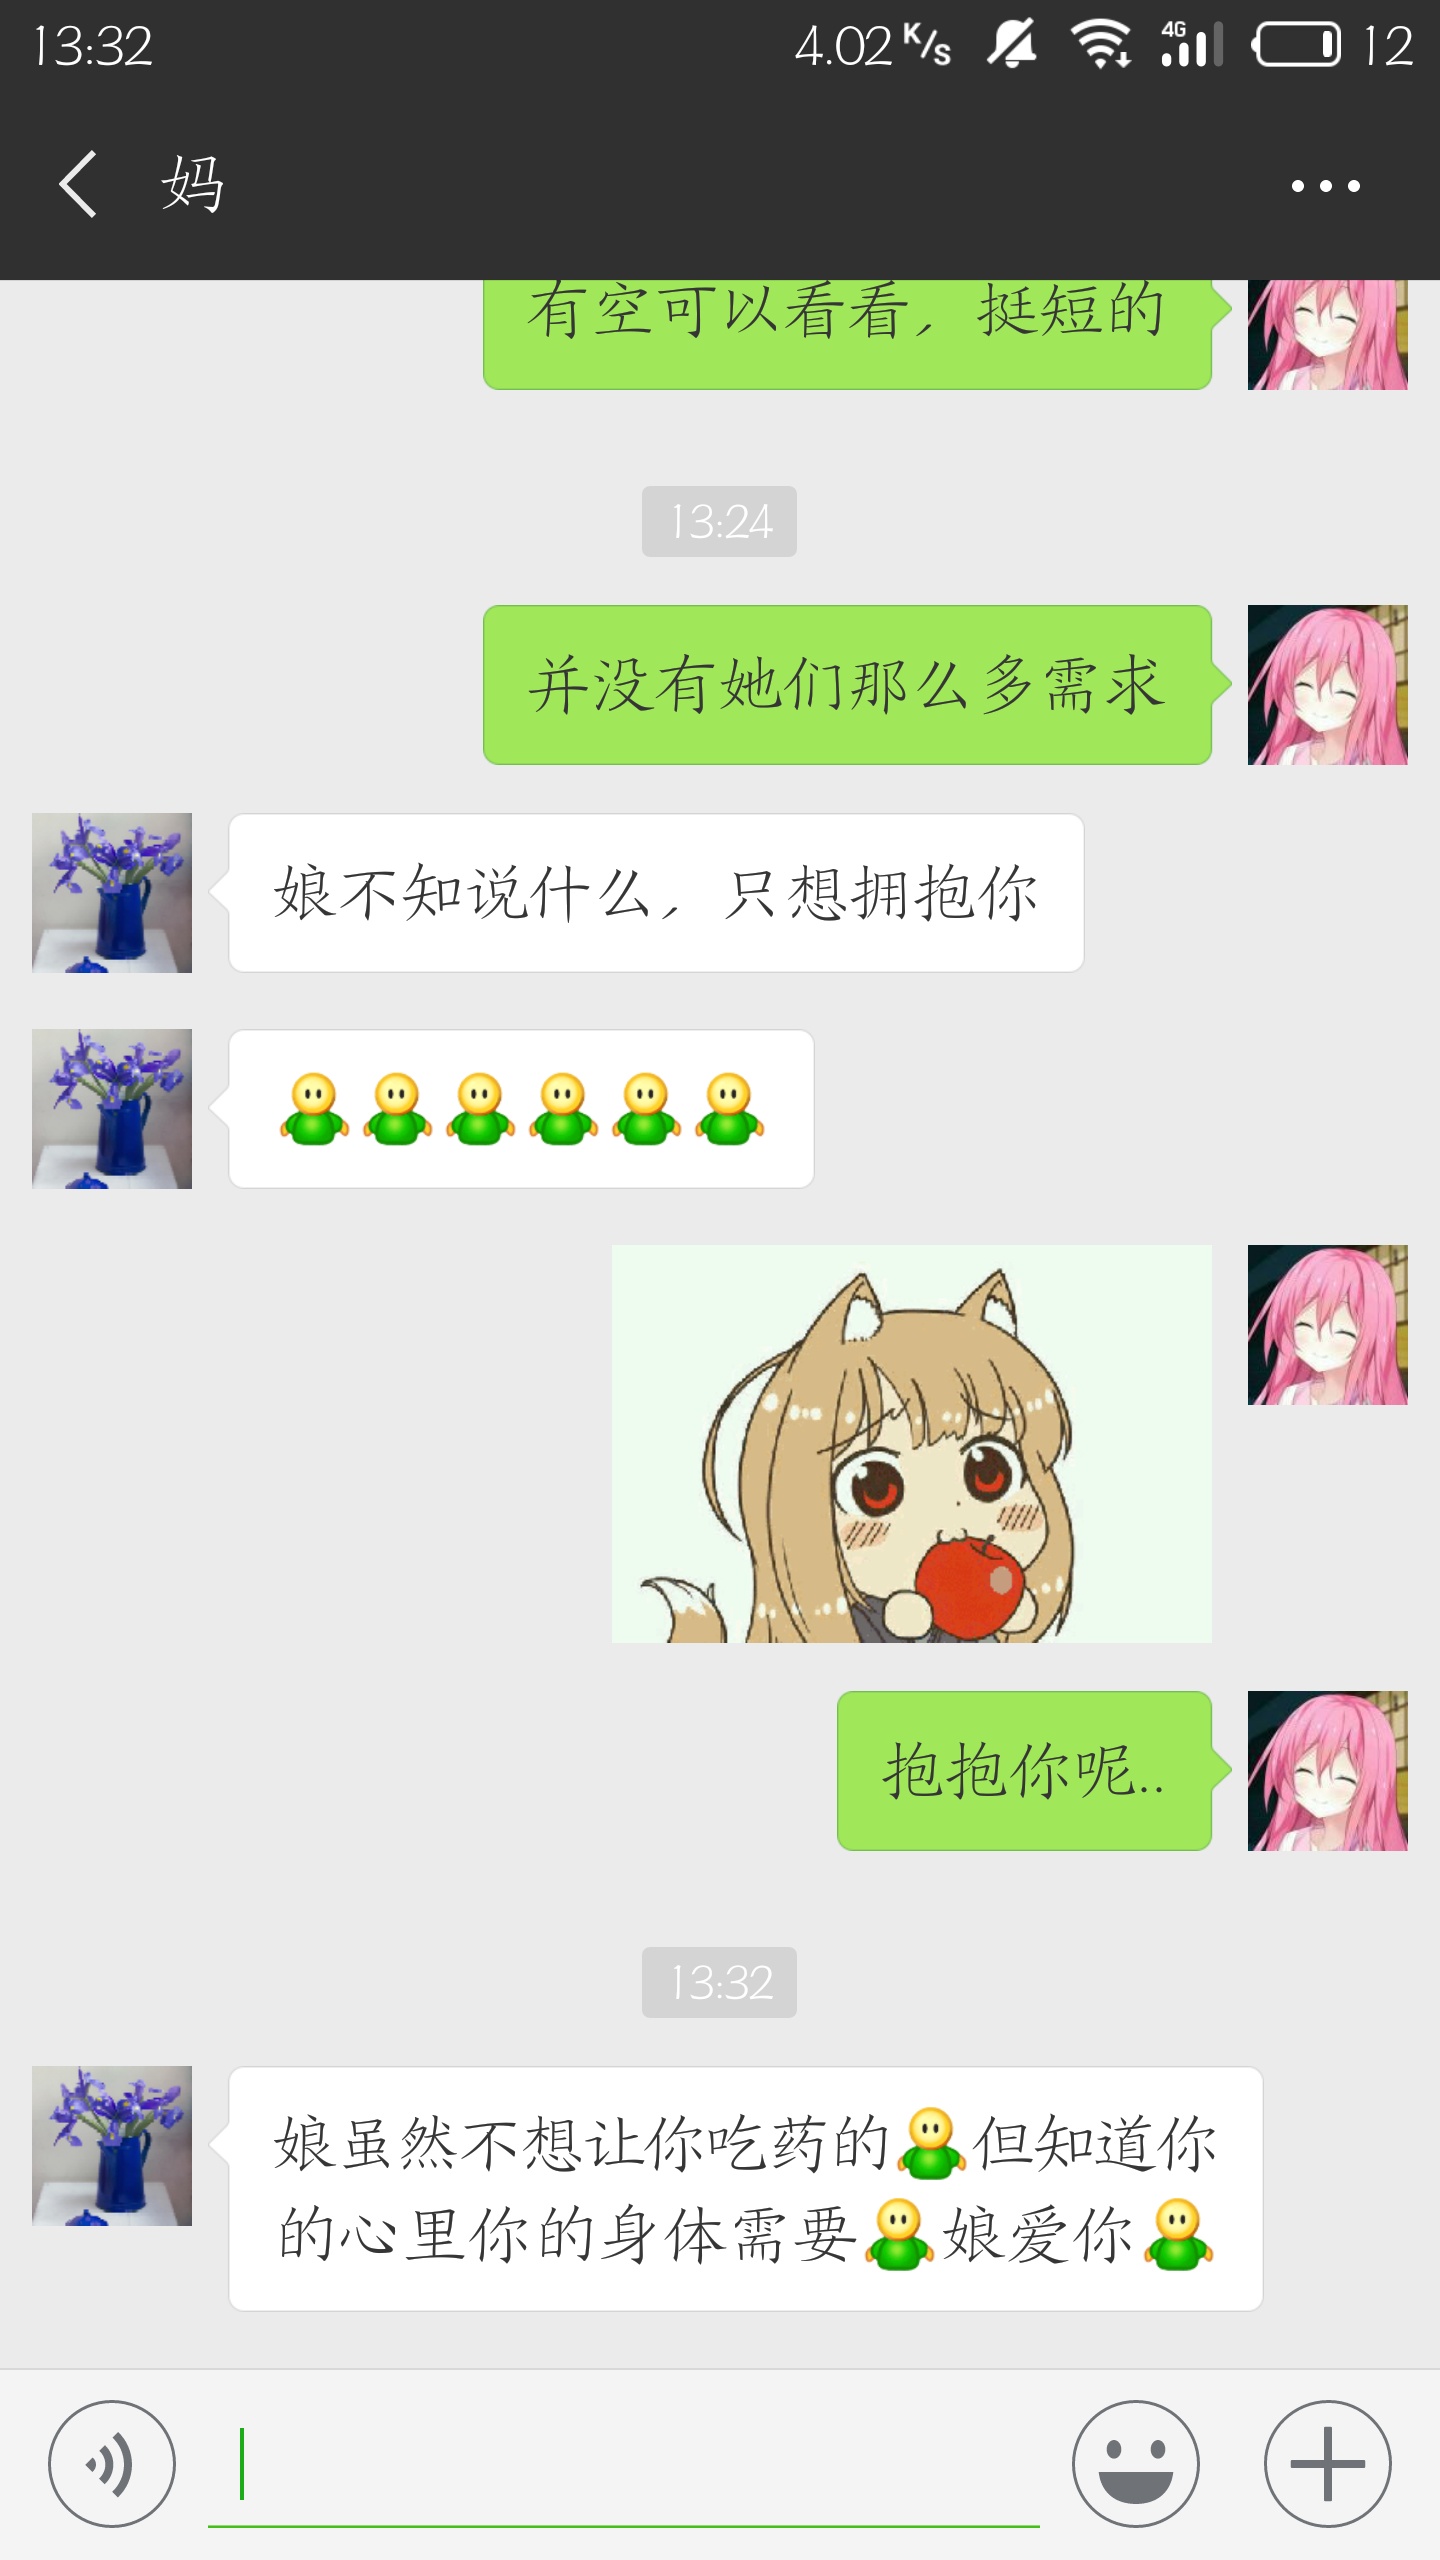 13:32
4.02 K/s 4G 12
妈
有空可以看看，挺短的
13:24
并没有她们那么多需求
娘不知说什么，只想拥抱你
抱抱你呢..
13:32
娘虽然不想让你吃药的但知道你
的心里你的身体需要娘爱你